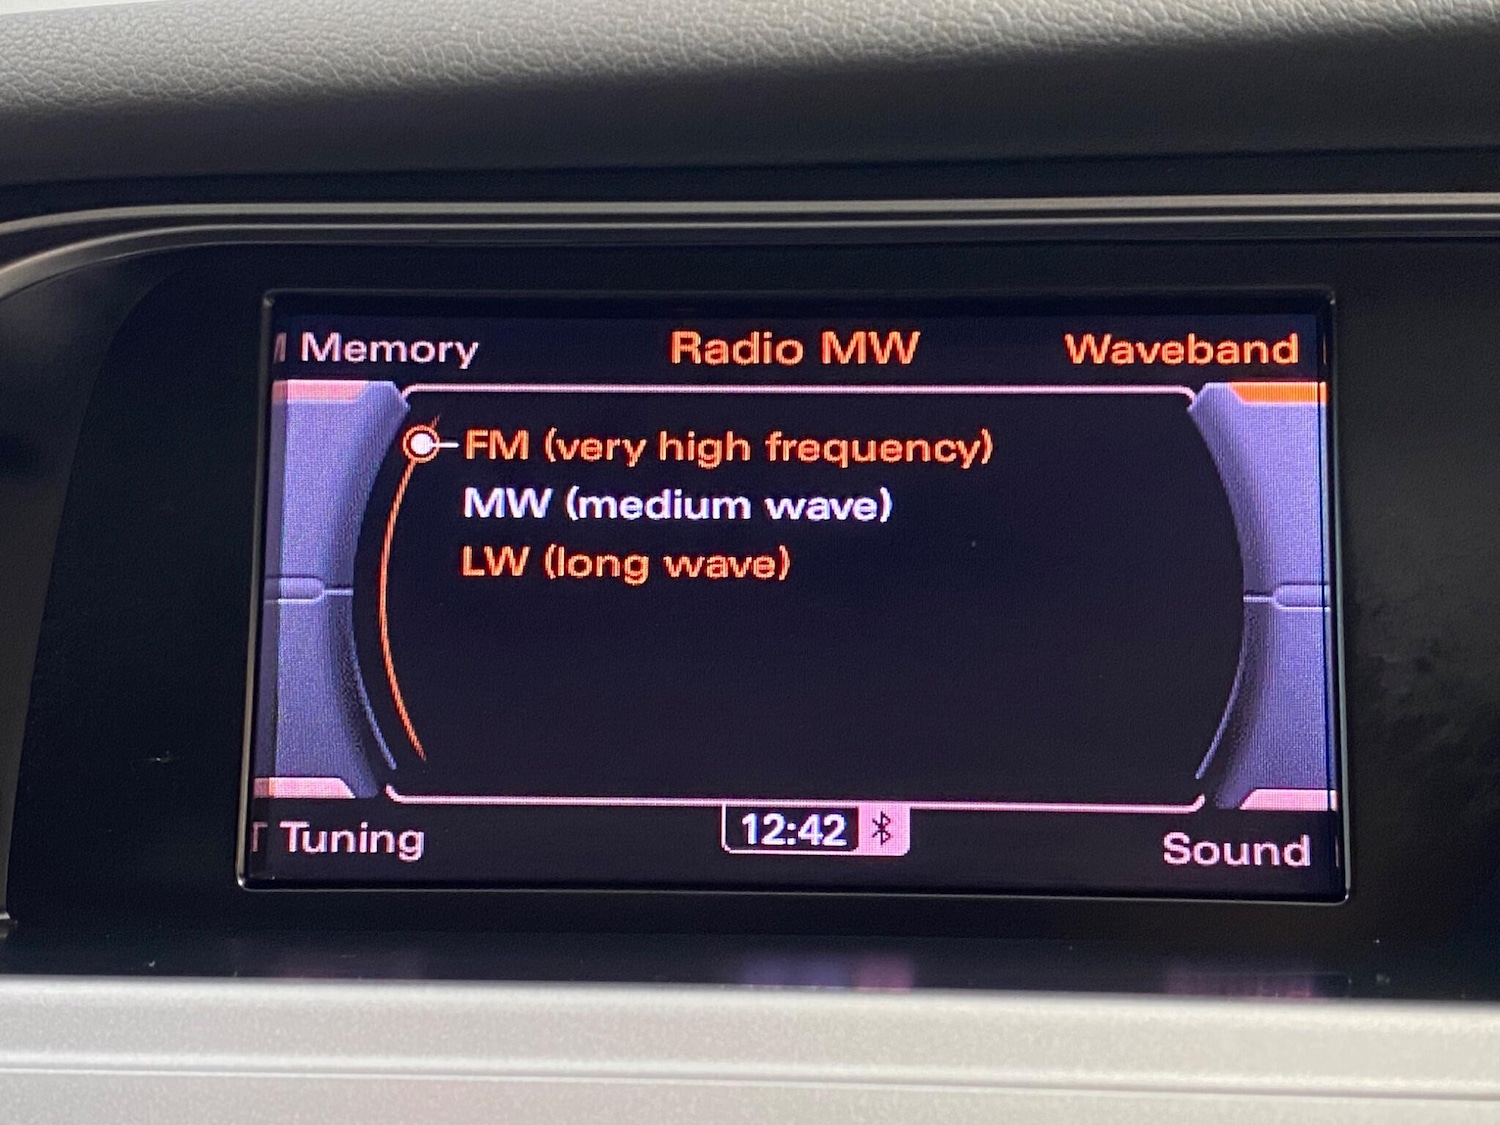 Memory
Radio MW
Waveband
FM (very high frequency)
MW (medium wave)
LW (long wave)
Tuning
12:42
Sound